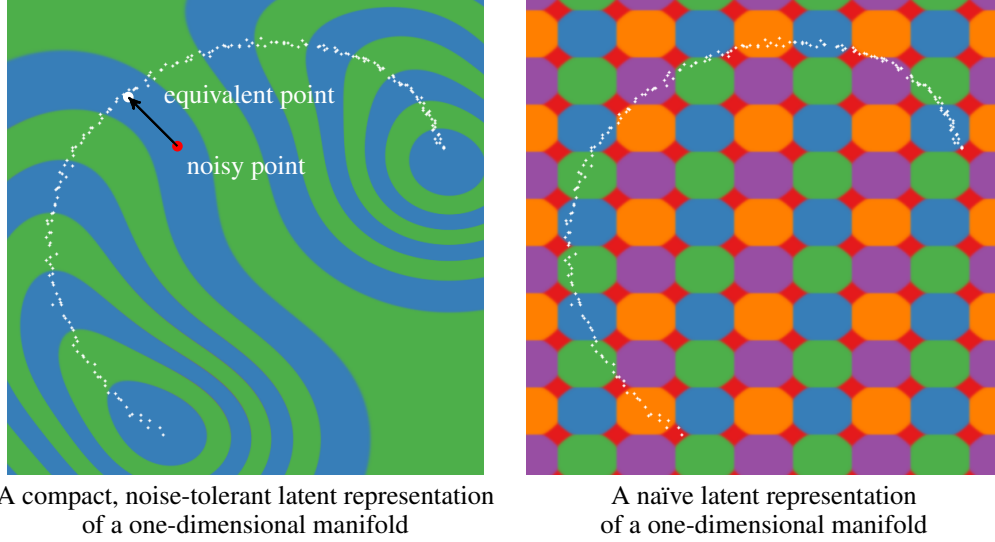 equivalent point
noisy point
A compact, noise-tolerant latent representation
of a one-dimensional manifold
A naïve latent representation
of a one-dimensional manifold